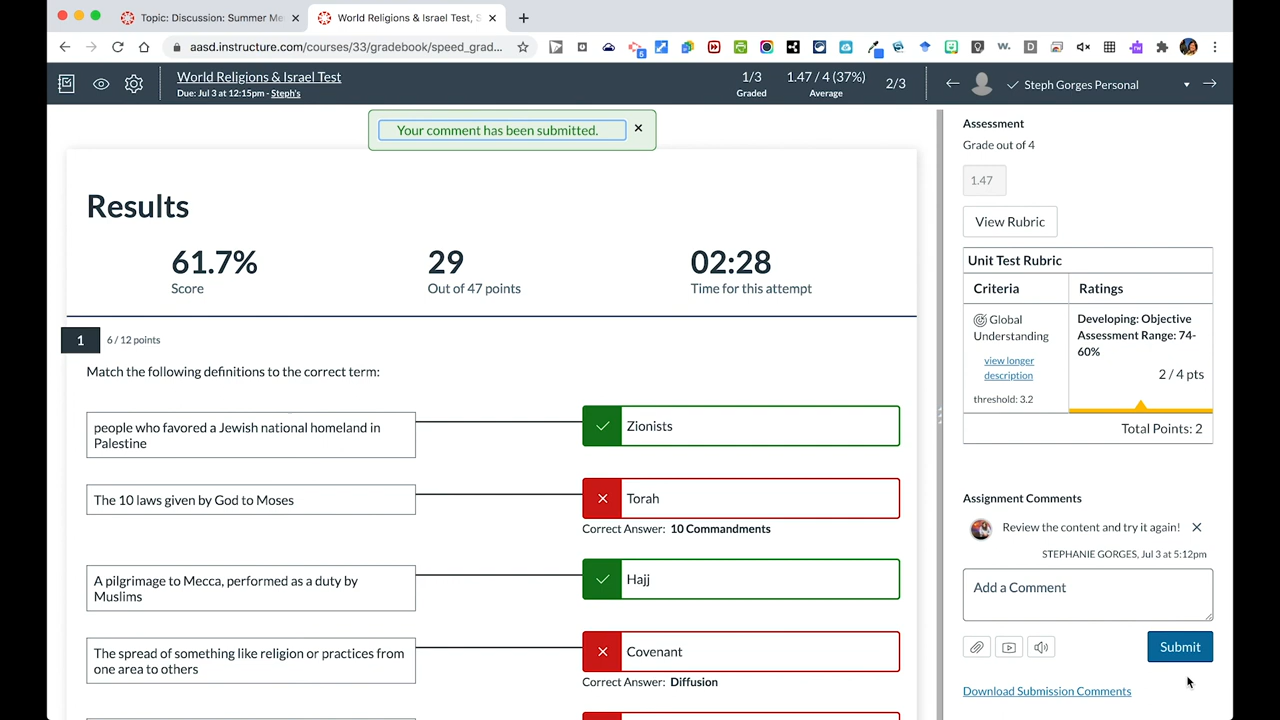 Topic: Discussion: Summer Me
World Religions & Israel Test, S
aasd.instructure.com/courses/33/gradebook/speed_grad...
World Religions & Israel Test
Due: Jul 3 at 12:15pm - Steph's
1/3
Graded
1.47 / 4 (37%)
Average
2/3
Steph Gorges Personal
Your comment has been submitted.
Results
61.7%
Score
29
Out of 47 points
02:28
Time for this attempt
1
6 / 12 points
Match the following definitions to the correct term:
people who favored a Jewish national homeland in
Palestine
Zionists
The 10 laws given by God to Moses
Torah
Correct Answer: 10 Commandments
A pilgrimage to Mecca, performed as a duty by
Muslims
Hajj
The spread of something like religion or practices from
one area to others
Covenant
Correct Answer: Diffusion
Assessment
Grade out of 4
1.47
View Rubric
Unit Test Rubric
Criteria
Ratings
Global
Understanding
view longer
description
threshold: 3.2
Developing: Objective
Assessment Range: 74-
60%
2 / 4 pts
Total Points: 2
Assignment Comments
Review the content and try it again!
STEPHANIE GORGES, Jul 3 at 5:12pm
Add a Comment
Submit
Download Submission Comments